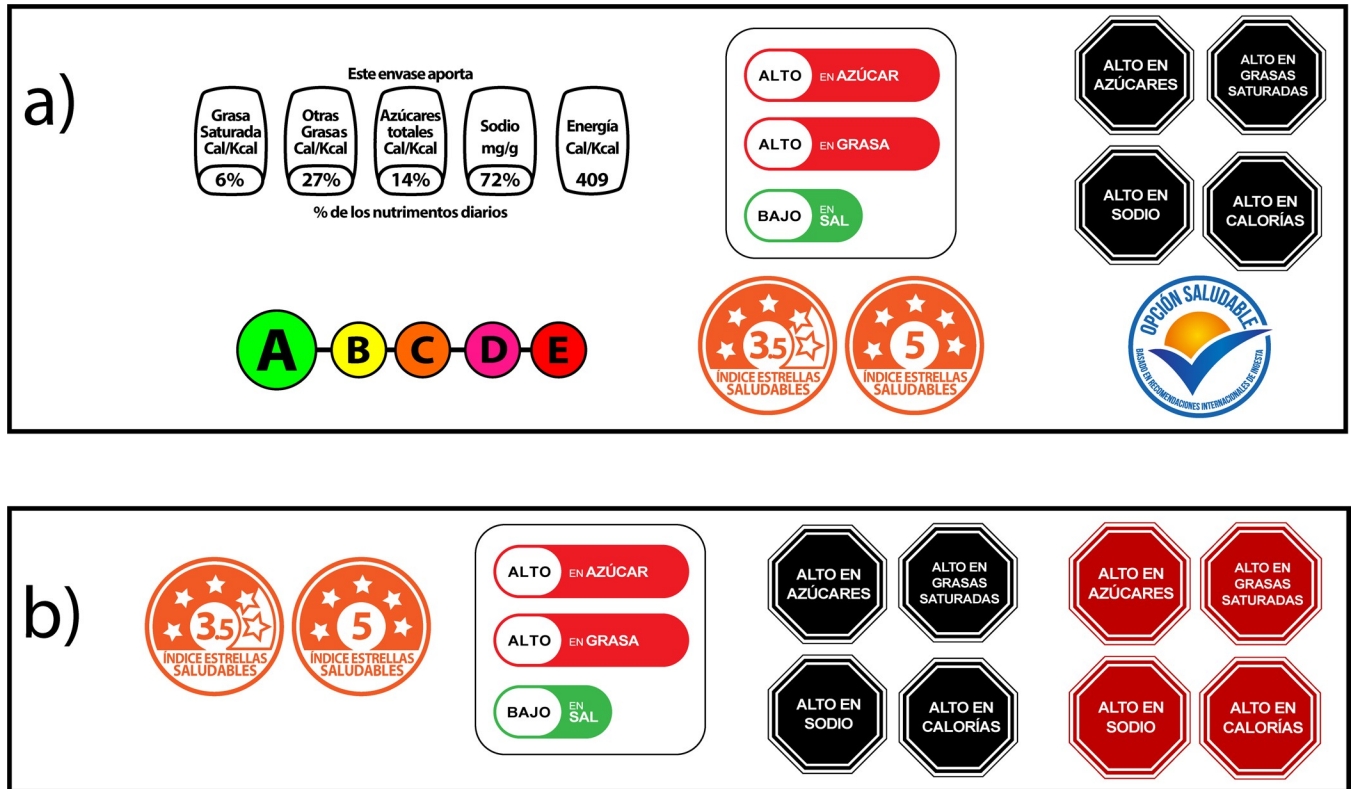 a)
Este envase aporta
Grasa
Saturada
Cal/Kcal
6%
Otras
Grasas
Cal/Kcal
27%
Azúcares
totales
Cal/Kcal
14%
Sodio
mg/g
72%
Energía
Cal/Kcal
409
% de los nutrimentos diarios
ALTO EN AZÚCAR
ALTO EN GRASA
BAJO EN SAL
ALTO EN
AZÚCARES
ALTO EN
GRASAS
SATURADAS
ALTO EN
SODIO
ALTO EN
CALORÍAS
A B C D E
3.5
ÍNDICE ESTRELLAS
SALUDABLES
5
ÍNDICE ESTRELLAS
SALUDABLES
OPCIÓN SALUDABLE
BASADO EN RECOMENDACIONES INTERNACIONALES DE INGESTA
b)
3.5
ÍNDICE ESTRELLAS
SALUDABLES
5
ÍNDICE ESTRELLAS
SALUDABLES
ALTO EN AZÚCAR
ALTO EN GRASA
BAJO EN SAL
ALTO EN
AZÚCARES
ALTO EN
GRASAS
SATURADAS
ALTO EN
SODIO
ALTO EN
CALORÍAS
ALTO EN
AZÚCARES
ALTO EN
GRASAS
SATURADAS
ALTO EN
SODIO
ALTO EN
CALORÍAS